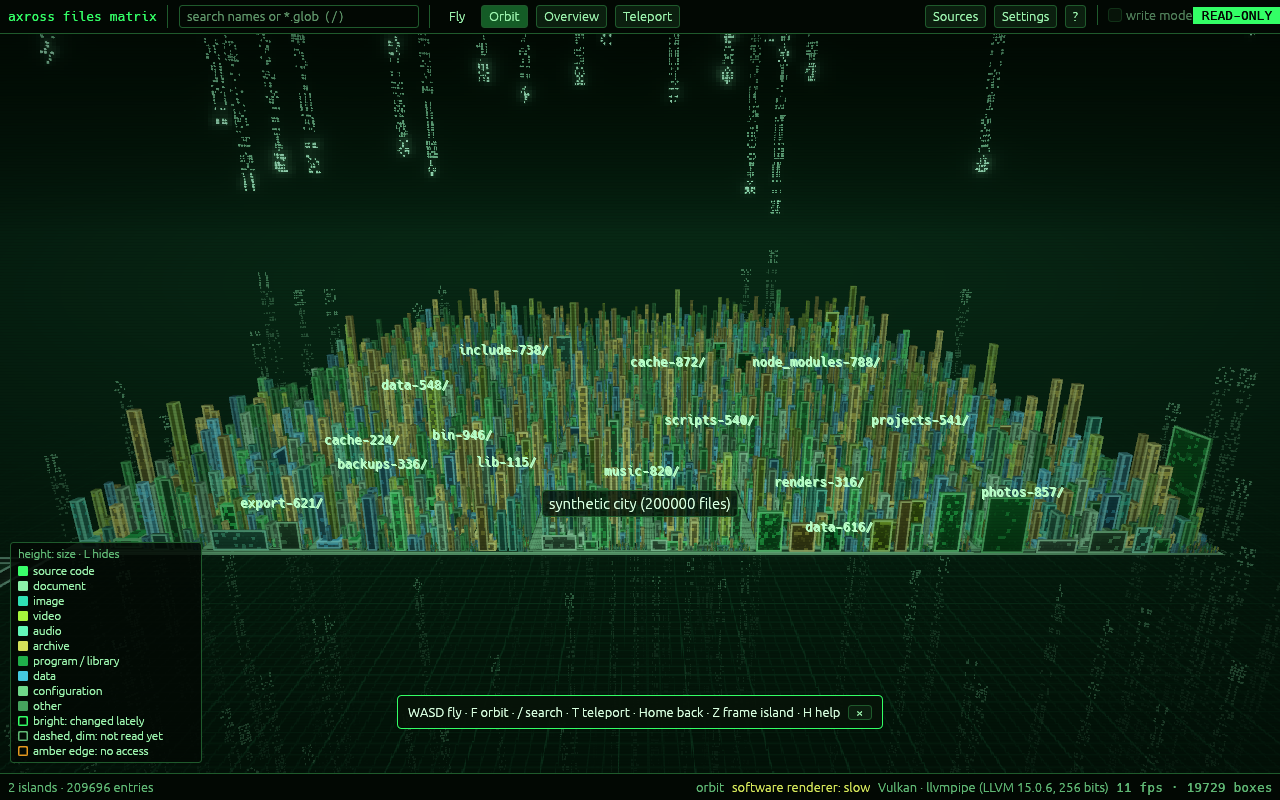 axross files matrix
search names or *.glob (/)
Fly
Orbit
Overview
Teleport
Sources
Settings
?
write mode
READ-ONLY
include-738/
cache-872/
node_modules-788/
data-548/
scripts-540/
projects-541/
cache-224/
bin-946/
backups-336/
lib-115/
music-820/
renders-316/
photos-857/
export-621/
synthetic city (200000 files)
data-616/
height: size · L hides
source code
document
image
video
audio
archive
program / library
data
configuration
other
bright: changed lately
dashed, dim: not read yet
amber edge: no access
WASD fly · F orbit · / search · T teleport · Home back · Z frame island · H help ×
2 islands · 209696 entries
orbit software renderer: slow Vulkan · llvmpipe (LLVM 15.0.6, 256 bits) 11 fps · 19729 boxes